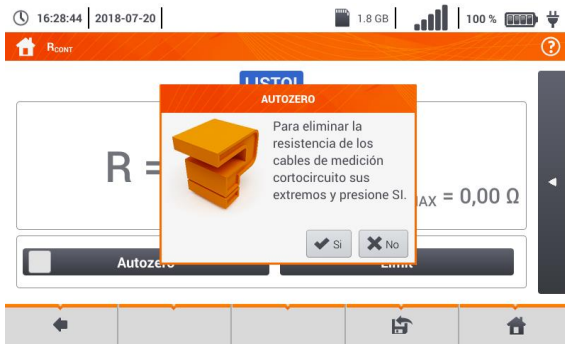 16:28:44 2018-07-20 1.8 GB 100 %
RCONT
?
LISTO!
AUTOZERO
Para eliminar la
resistencia de los
cables de medición
cortocircuito sus
extremos y presione SI.
R =
= 0,00 Ω
Si No
Autozero Limit